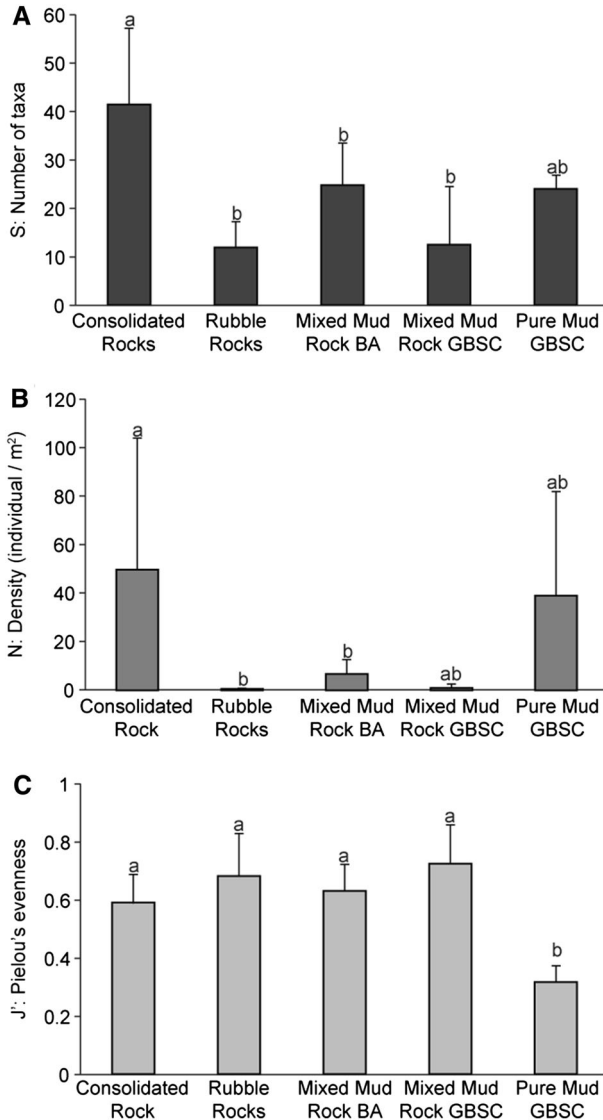 A
S: Number of taxa
60
50
40
30
20
10
0
a
b
b
b
ab
Consolidated Rubble Mixed Mud Mixed Mud Pure Mud
Rocks Rocks Rock BA Rock GBSC GBSC
B
N: Density (individual / m²)
120
100
80
60
40
20
0
a
b
b
ab
ab
Consolidated Rubble Mixed Mud Mixed Mud Pure Mud
Rock Rocks Rock BA Rock GBSC GBSC
C
J': Pielou's evenness
1
0.8
0.6
0.4
0.2
0
a
a
a
a
b
Consolidated Rubble Mixed Mud Mixed Mud Pure Mud
Rock Rocks Rock BA Rock GBSC GBSC